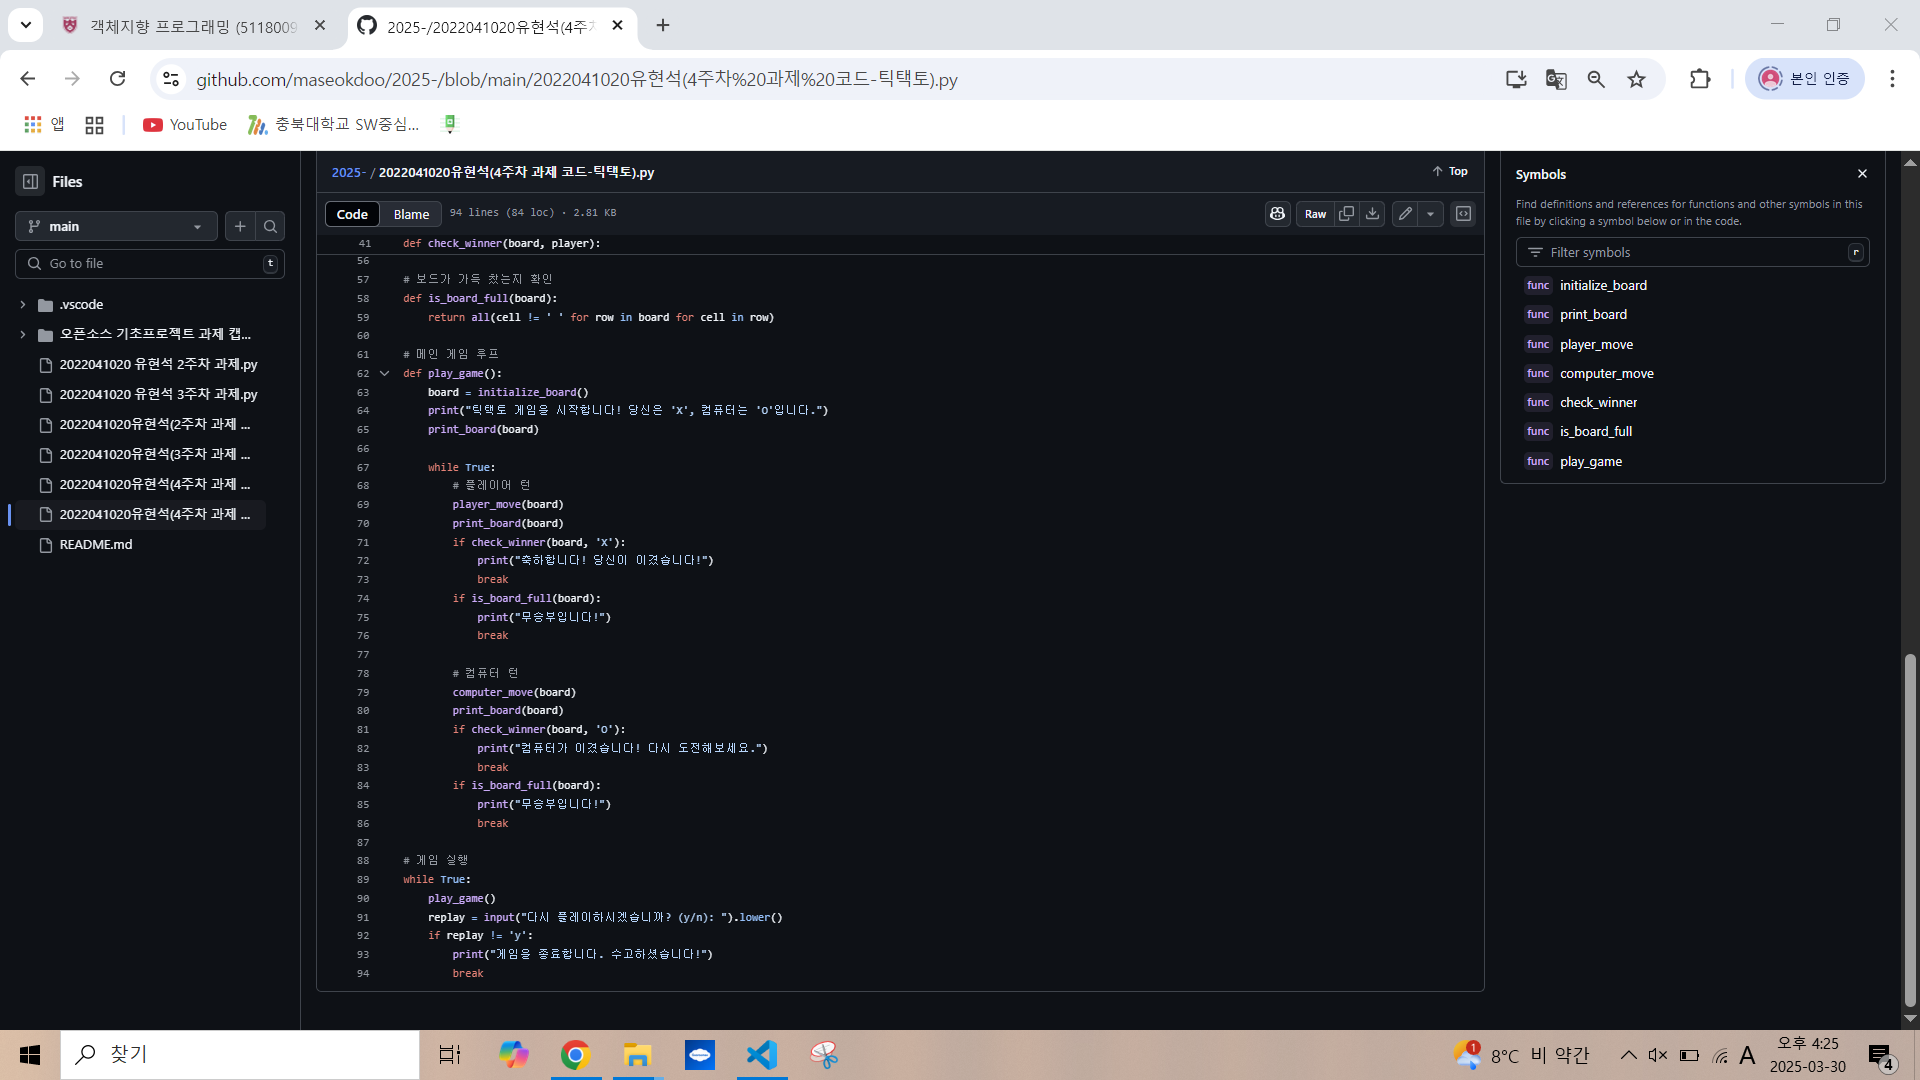 객체지향 프로그래밍 (5118009
2025-/2022041020유현석(4주차
github.com/maseokdoo/2025-/blob/main/2022041020유현석(4주차%20과제%20코드-틱택토).py
본인 인증
앱
YouTube
충북대학교 SW중심...
Files
main
Go to file
t
.vscode
오픈소스 기초프로젝트 과제 캡...
2022041020 유현석 2주차 과제.py
2022041020 유현석 3주차 과제.py
2022041020유현석(2주차 과제 ...
2022041020유현석(3주차 과제 ...
2022041020유현석(4주차 과제 ...
2022041020유현석(4주차 과제 ...
README.md
2025- / 2022041020유현석(4주차 과제 코드-틱택토).py
Top
Code Blame 94 lines (84 loc) · 2.81 KB
Raw
41 def check_winner(board, player):
56
57 # 보드가 가득 찼는지 확인
58 def is_board_full(board):
59 return all(cell != ' ' for row in board for cell in row)
60
61 # 메인 게임 루프
62 def play_game():
63 board = initialize_board()
64 print("틱택토 게임을 시작합니다! 당신은 'X', 컴퓨터는 'O'입니다.")
65 print_board(board)
66
67 while True:
68 # 플레이어 턴
69 player_move(board)
70 print_board(board)
71 if check_winner(board, 'X'):
72 print("축하합니다! 당신이 이겼습니다!")
73 break
74 if is_board_full(board):
75 print("무승부입니다!")
76 break
77
78 # 컴퓨터 턴
79 computer_move(board)
80 print_board(board)
81 if check_winner(board, 'O'):
82 print("컴퓨터가 이겼습니다! 다시 도전해보세요.")
83 break
84 if is_board_full(board):
85 print("무승부입니다!")
86 break
87
88 # 게임 실행
89 while True:
90 play_game()
91 replay = input("다시 플레이하시겠습니까? (y/n): ").lower()
92 if replay != 'y':
93 print("게임을 종료합니다. 수고하셨습니다!")
94 break
Symbols
Find definitions and references for functions and other symbols in this
file by clicking a symbol below or in the code.
Filter symbols
r
func initialize_board
func print_board
func player_move
func computer_move
func check_winner
func is_board_full
func play_game
찾기
1
8°C 비 약간
A
오후 4:25
2025-03-30
4